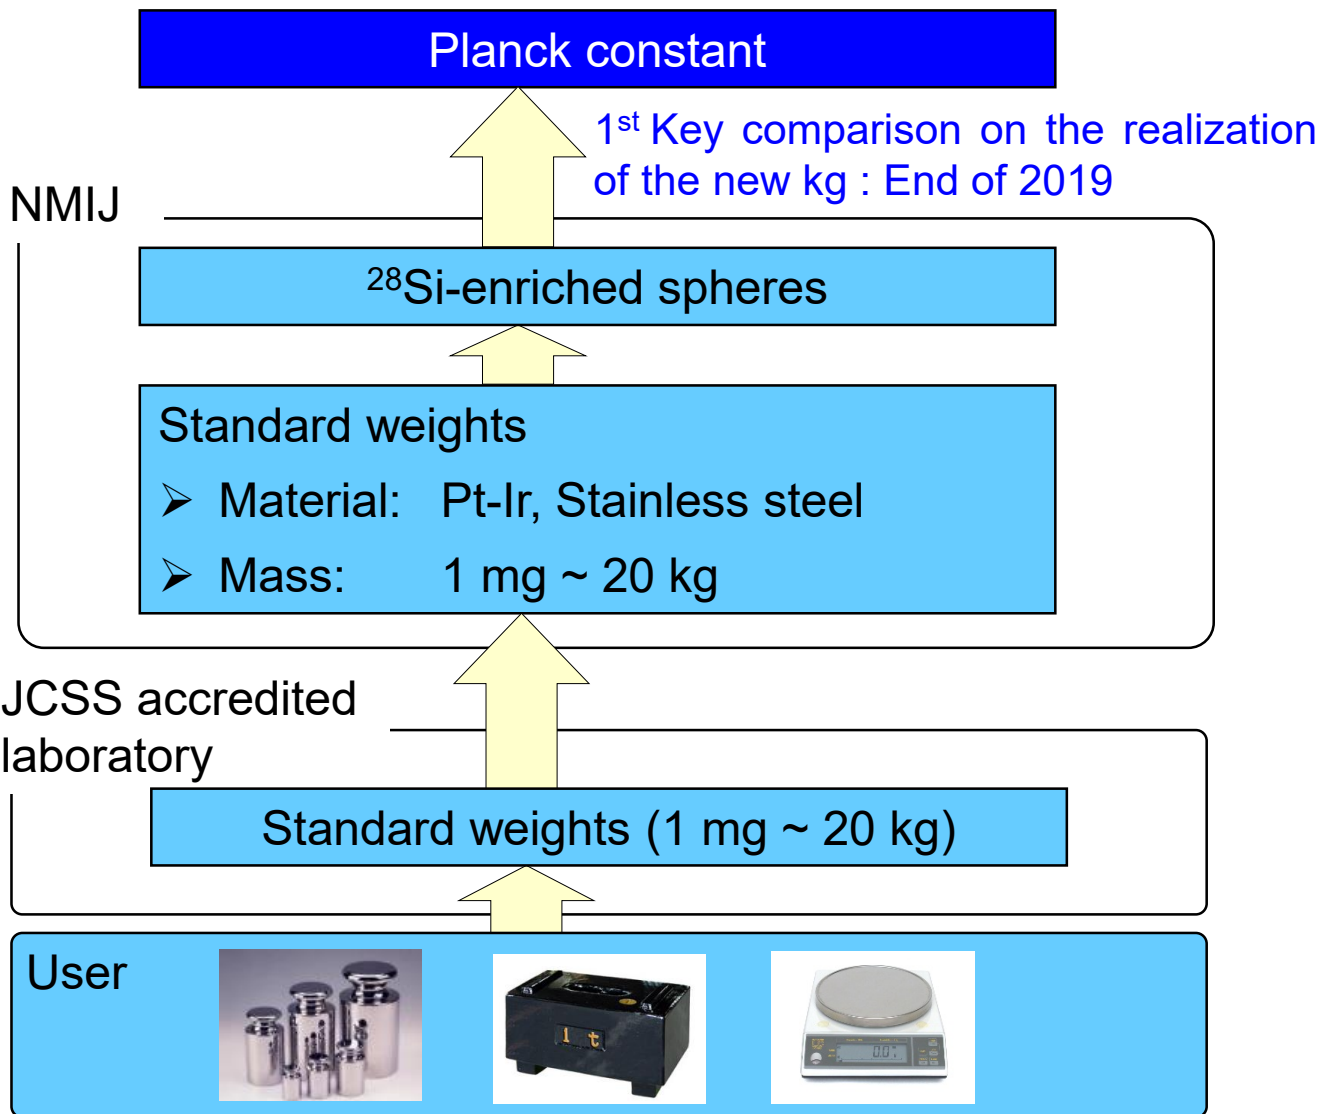 Planck constant
1st Key comparison on the realization
of the new kg : End of 2019
NMIJ
28Si-enriched spheres
Standard weights
➢ Material: Pt-Ir, Stainless steel
➢ Mass: 1 mg ~ 20 kg
JCSS accredited
laboratory
Standard weights (1 mg ~ 20 kg)
User
1 t